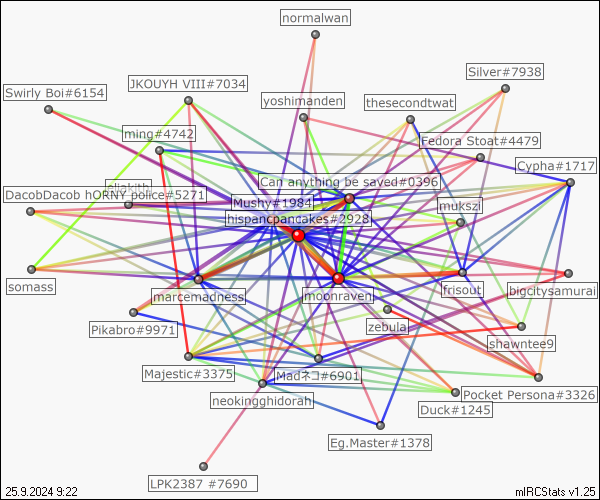 normalwan
Silver#7938
JKOUYH VIII#7034
Swirly Boi#6154
yoshimanden
thesecondtwat
ming#4742
Fedora Stoat#4479
Cypha#1717
Can anything be saved#0396
DacobDacob hORNY police#5271
Mushy#1984
mukszi
hispancpancakes#2928
somass
marcemadness
moonraven
frisout
bigcitysamurai
Pikabro#9971
zebula
shawntee9
Majestic#3375
Madネコ#6901
neokingghidorah
Pocket Persona#3326
Duck#1245
Eg.Master#1378
LPK2387 #7690
25.9.2024 9:22
mIRCStats v1.25